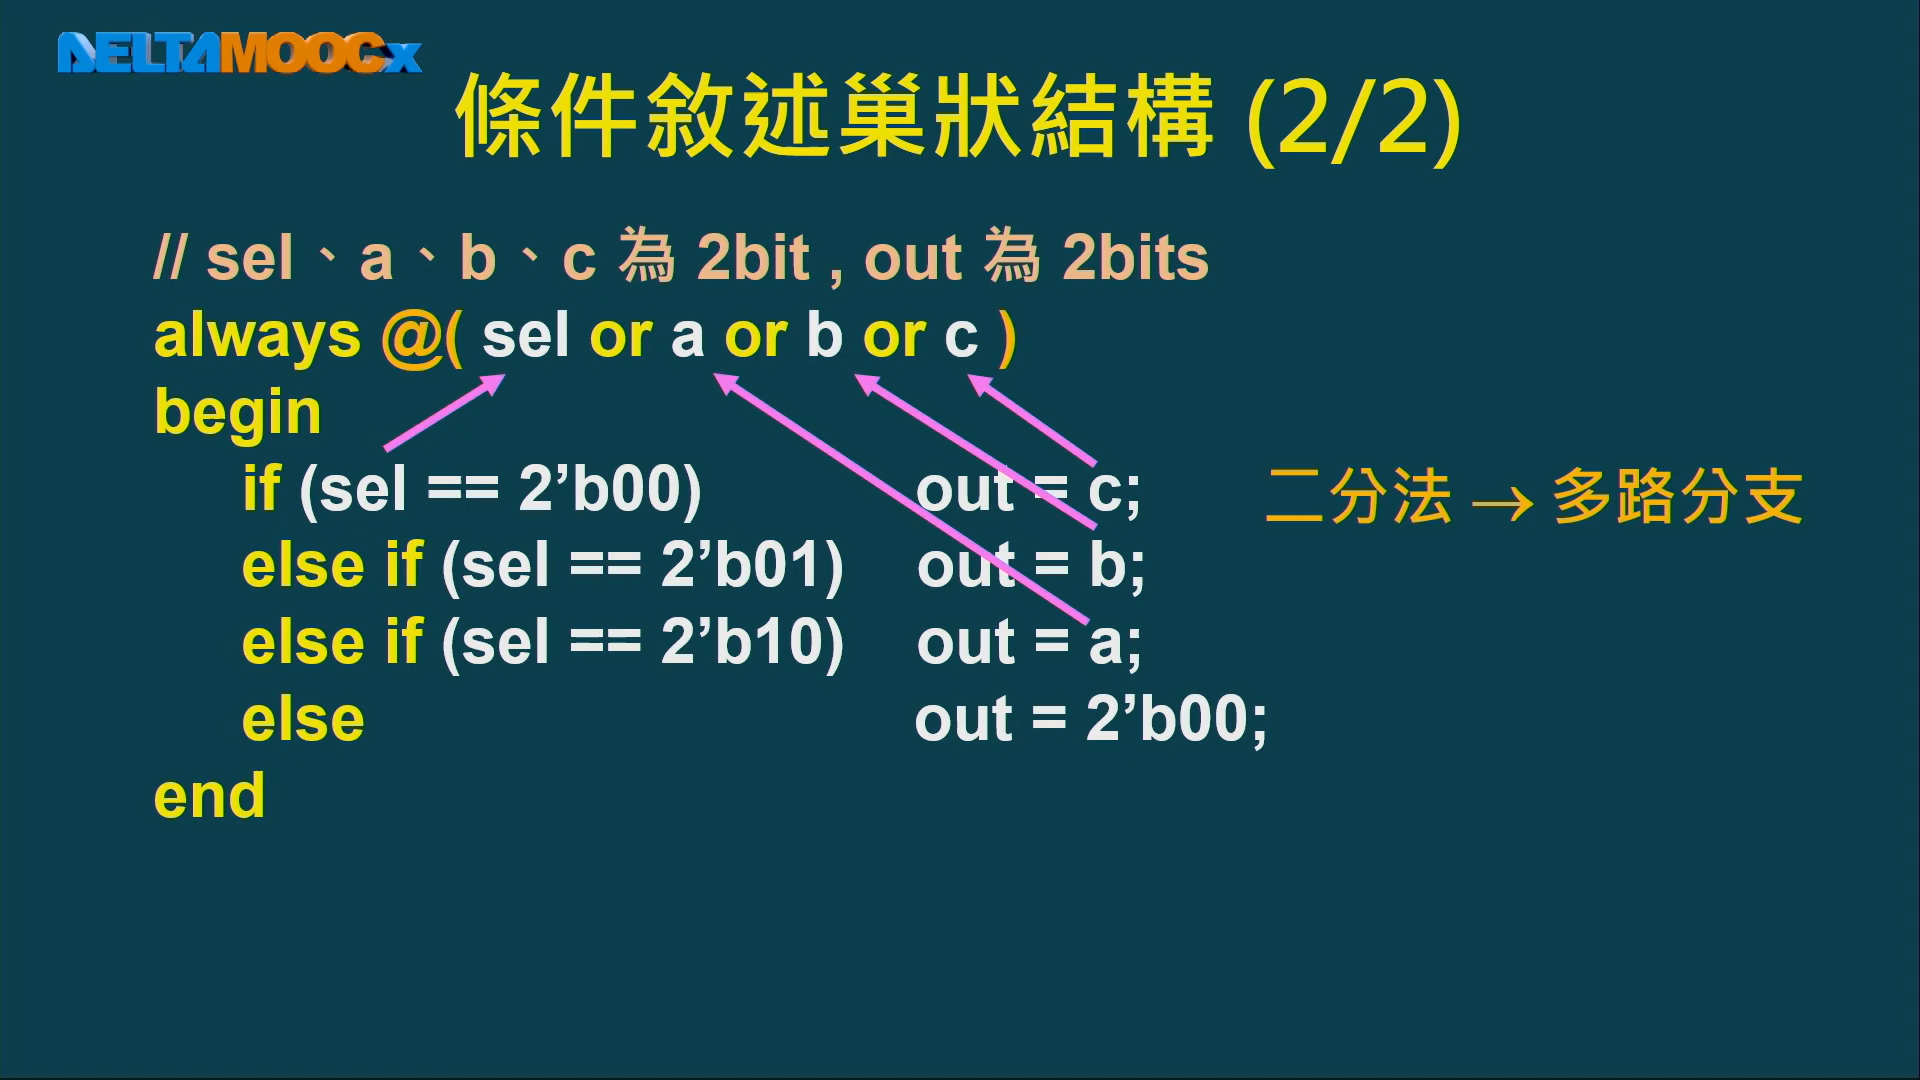 DELTAMOOCx
條件敘述巢狀結構 (2/2)
// sel、a、b、c 為 2bit , out 為 2bits
always @( sel or a or b or c )
begin
if (sel == 2’b00) out = c;
二分法 → 多路分支
else if (sel == 2’b01) out = b;
else if (sel == 2’b10) out = a;
else out = 2’b00;
end